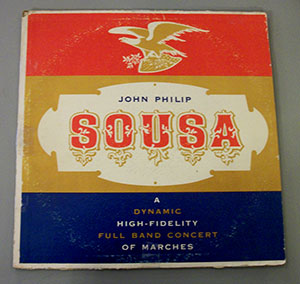 JOHN PHILIP
SOUSA
A
DYNAMIC
HIGH-FIDELITY
FULL BAND CONCERT
OF MARCHES